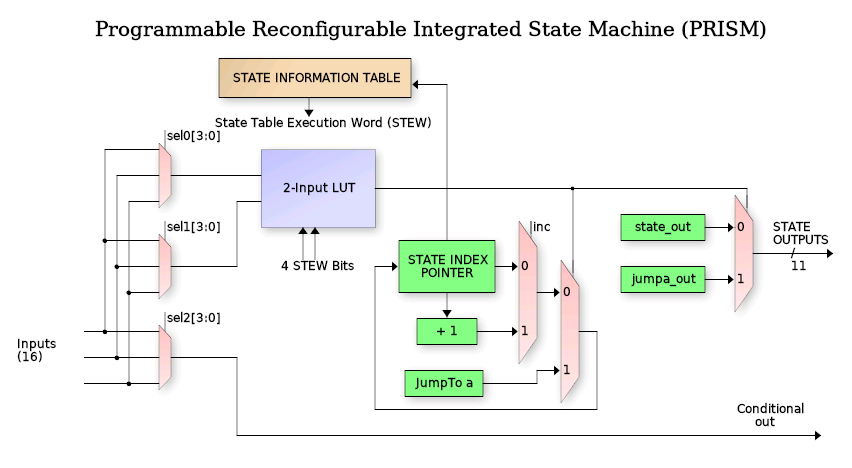 Programmable Reconfigurable Integrated State Machine (PRISM)
STATE INFORMATION TABLE
State Table Execution Word (STEW)
sel0[3:0]
2-Input LUT
sel1[3:0]
4 STEW Bits
inc
STATE INDEX
POINTER
0
1
+ 1
JumpTo a
0
1
state_out
jumpa_out
0
1
STATE
OUTPUTS
11
sel2[3:0]
Inputs
(16)
Conditional
out